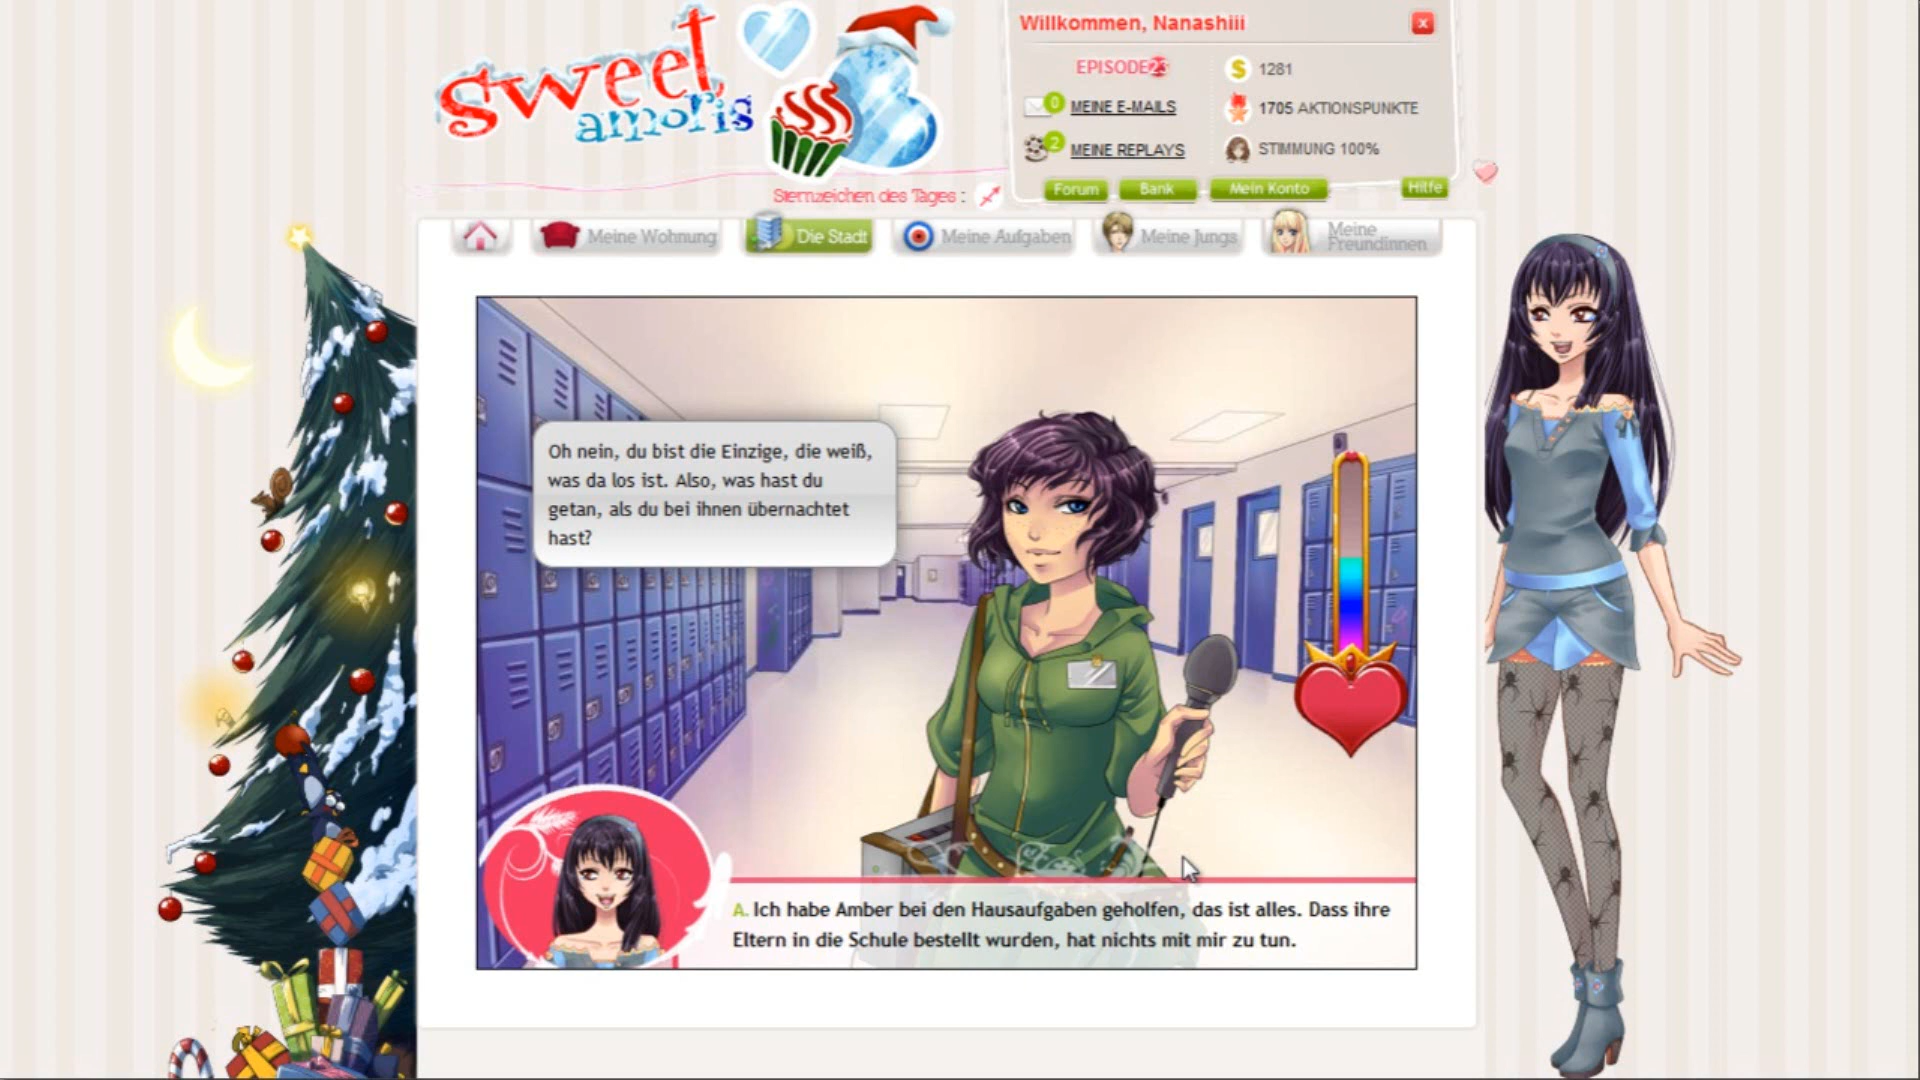 sweet
amoris
Willkommen, Nanashiii
EPISODE 23
1281
0 MEINE E-MAILS
1705 AKTIONSPUNKTE
2 MEINE REPLAYS
STIMMUNG 100%
Sternzeichen des Tages :
Forum
Bank
Mein Konto
Hilfe
Meine Wohnung
Die Stadt
Meine Aufgaben
Meine Jungs
Meine
Freundinnen
Oh nein, du bist die Einzige, die weiß,
was da los ist. Also, was hast du
getan, als du bei ihnen übernachtet
hast?
A. Ich habe Amber bei den Hausaufgaben geholfen, das ist alles. Dass ihre
Eltern in die Schule bestellt wurden, hat nichts mit mir zu tun.